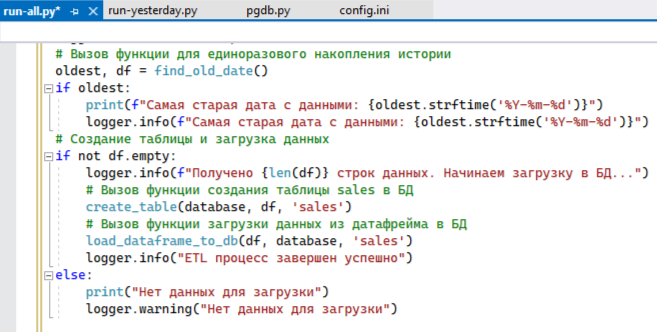 run-all.py*
run-yesterday.py
pgdb.py
config.ini
# Вызов функции для единоразового накопления истории
oldest, df = find_old_date()
if oldest:
    print(f"Самая старая дата с данными: {oldest.strftime('%Y-%m-%d')}")
    logger.info(f"Самая старая дата с данными: {oldest.strftime('%Y-%m-%d')}")
# Создание таблицы и загрузка данных
if not df.empty:
    logger.info(f"Получено {len(df)} строк данных. Начинаем загрузку в БД...")
    # Вызов функции создания таблицы sales в БД
    create_table(database, df, 'sales')
    # Вызов функции загрузки данных из датафрейма в БД
    load_dataframe_to_db(df, database, 'sales')
    logger.info("ETL процесс завершен успешно")
else:
    print("Нет данных для загрузки")
    logger.warning("Нет данных для загрузки")